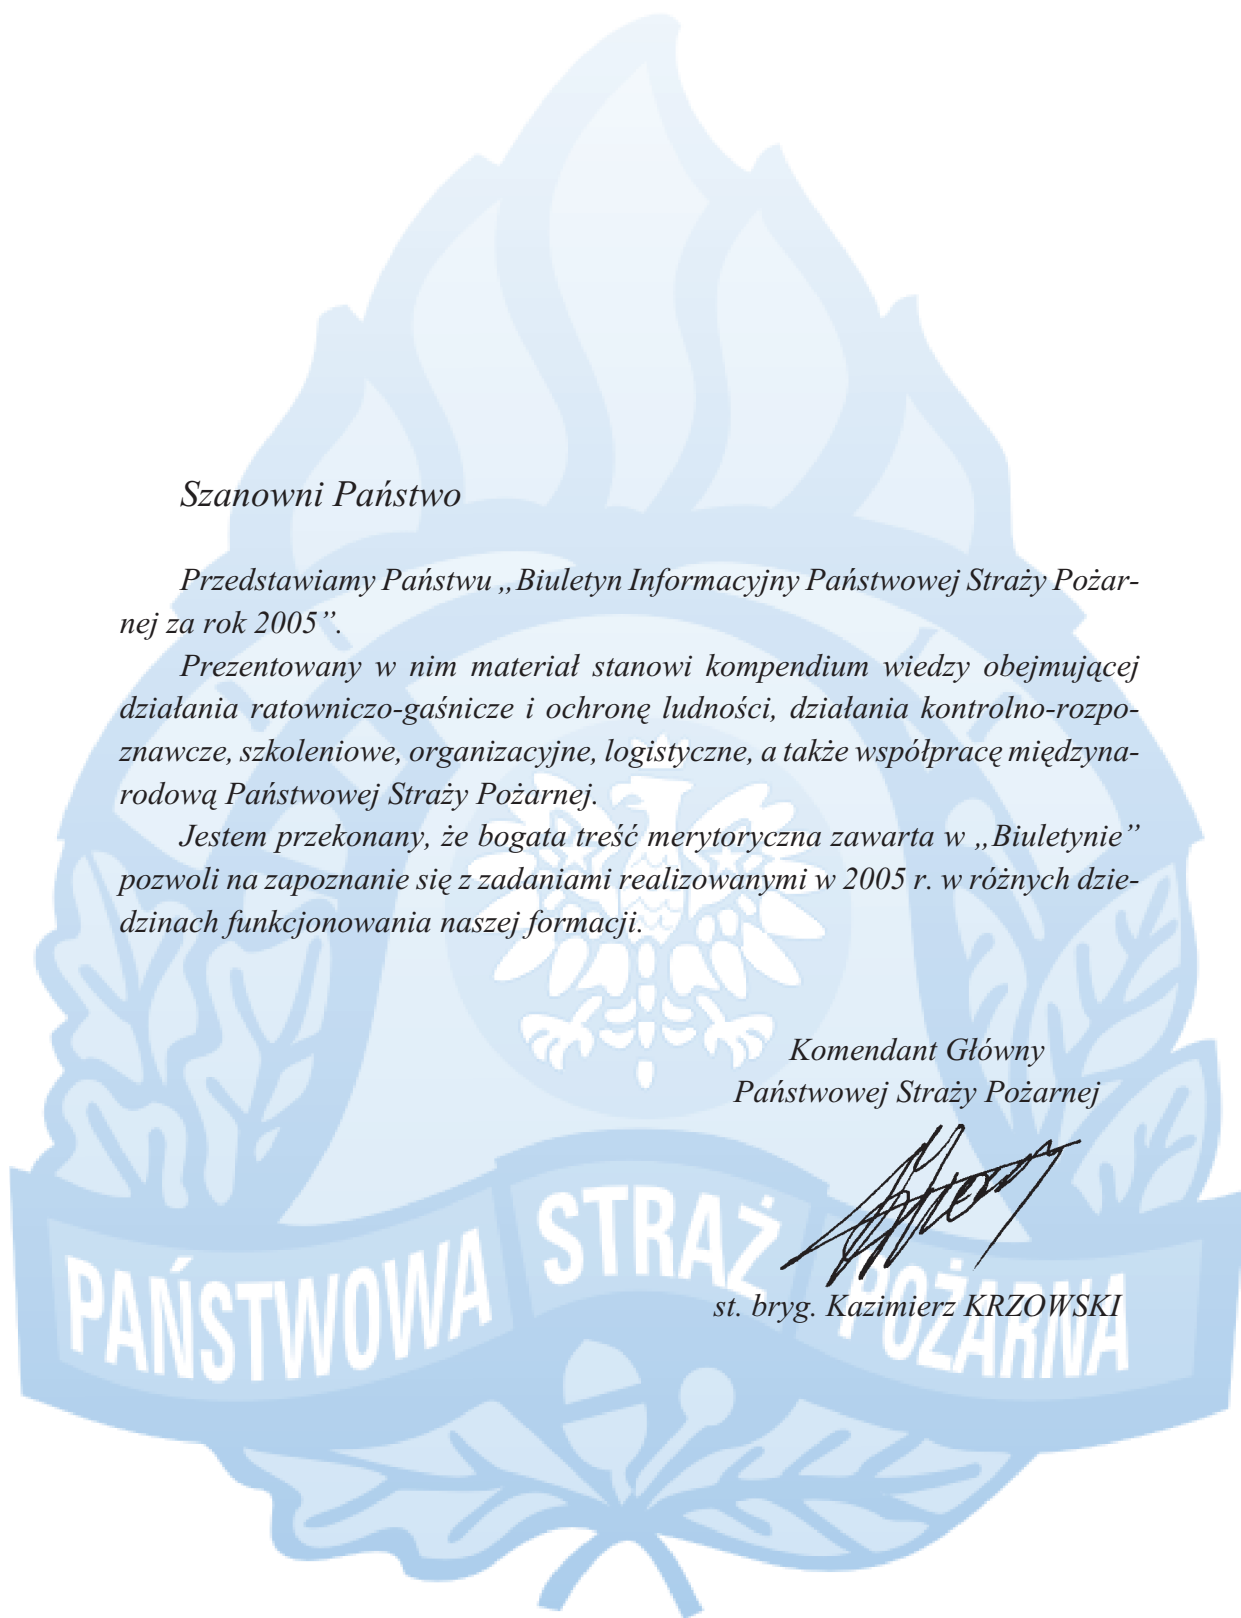 Szanowni Państwo
Przedstawiamy Państwu „Biuletyn Informacyjny Państwowej Straży Pożar-
nej za rok 2005”.
Prezentowany w nim materiał stanowi kompendium wiedzy obejmującej
działania ratowniczo-gaśnicze i ochronę ludności, działania kontrolno-rozpo-
znawcze, szkoleniowe, organizacyjne, logistyczne, a także współpracę międzyna-
rodową Państwowej Straży Pożarnej.
Jestem przekonany, że bogata treść merytoryczna zawarta w „Biuletynie”
pozwoli na zapoznanie się z zadaniami realizowanymi w 2005 r. w różnych dzie-
dzinach funkcjonowania naszej formacji.
Komendant Główny
Państwowej Straży Pożarnej
st. bryg. Kazimierz KRZOWSKI
PAŃSTWOWA STRAŻ POŻARNA